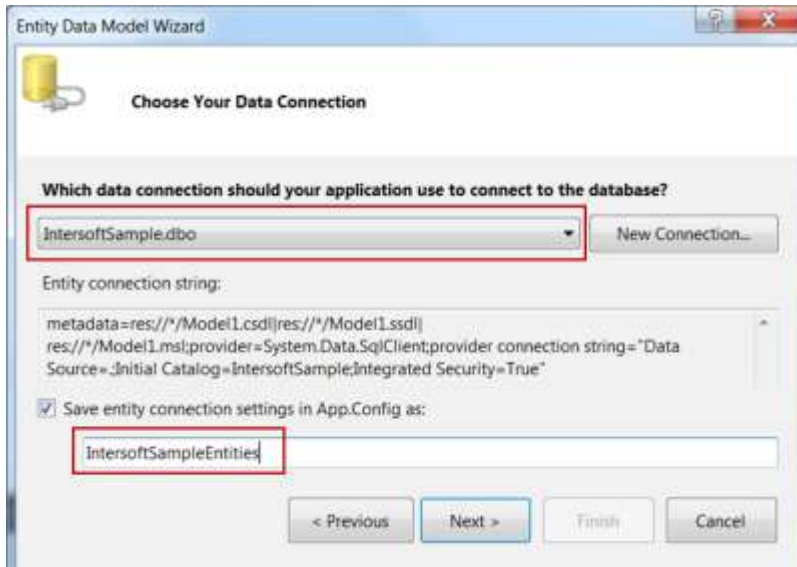 Entity Data Model Wizard
Choose Your Data Connection
Which data connection should your application use to connect to the database?
IntersoftSample.dbo
New Connection...
Entity connection string:
metadata=res://*/Model1.csdl|res://*/Model1.ssdl|
res://*/Model1.msl;provider=System.Data.SqlClient;provider connection string="Data
Source=.;Initial Catalog=IntersoftSample;Integrated Security=True"
Save entity connection settings in App.Config as:
IntersoftSampleEntities
< Previous
Next >
Finish
Cancel